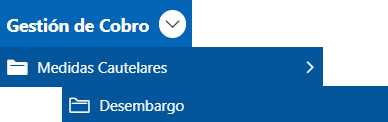 Gestión de Cobro
Medidas Cautelares
Desembargo